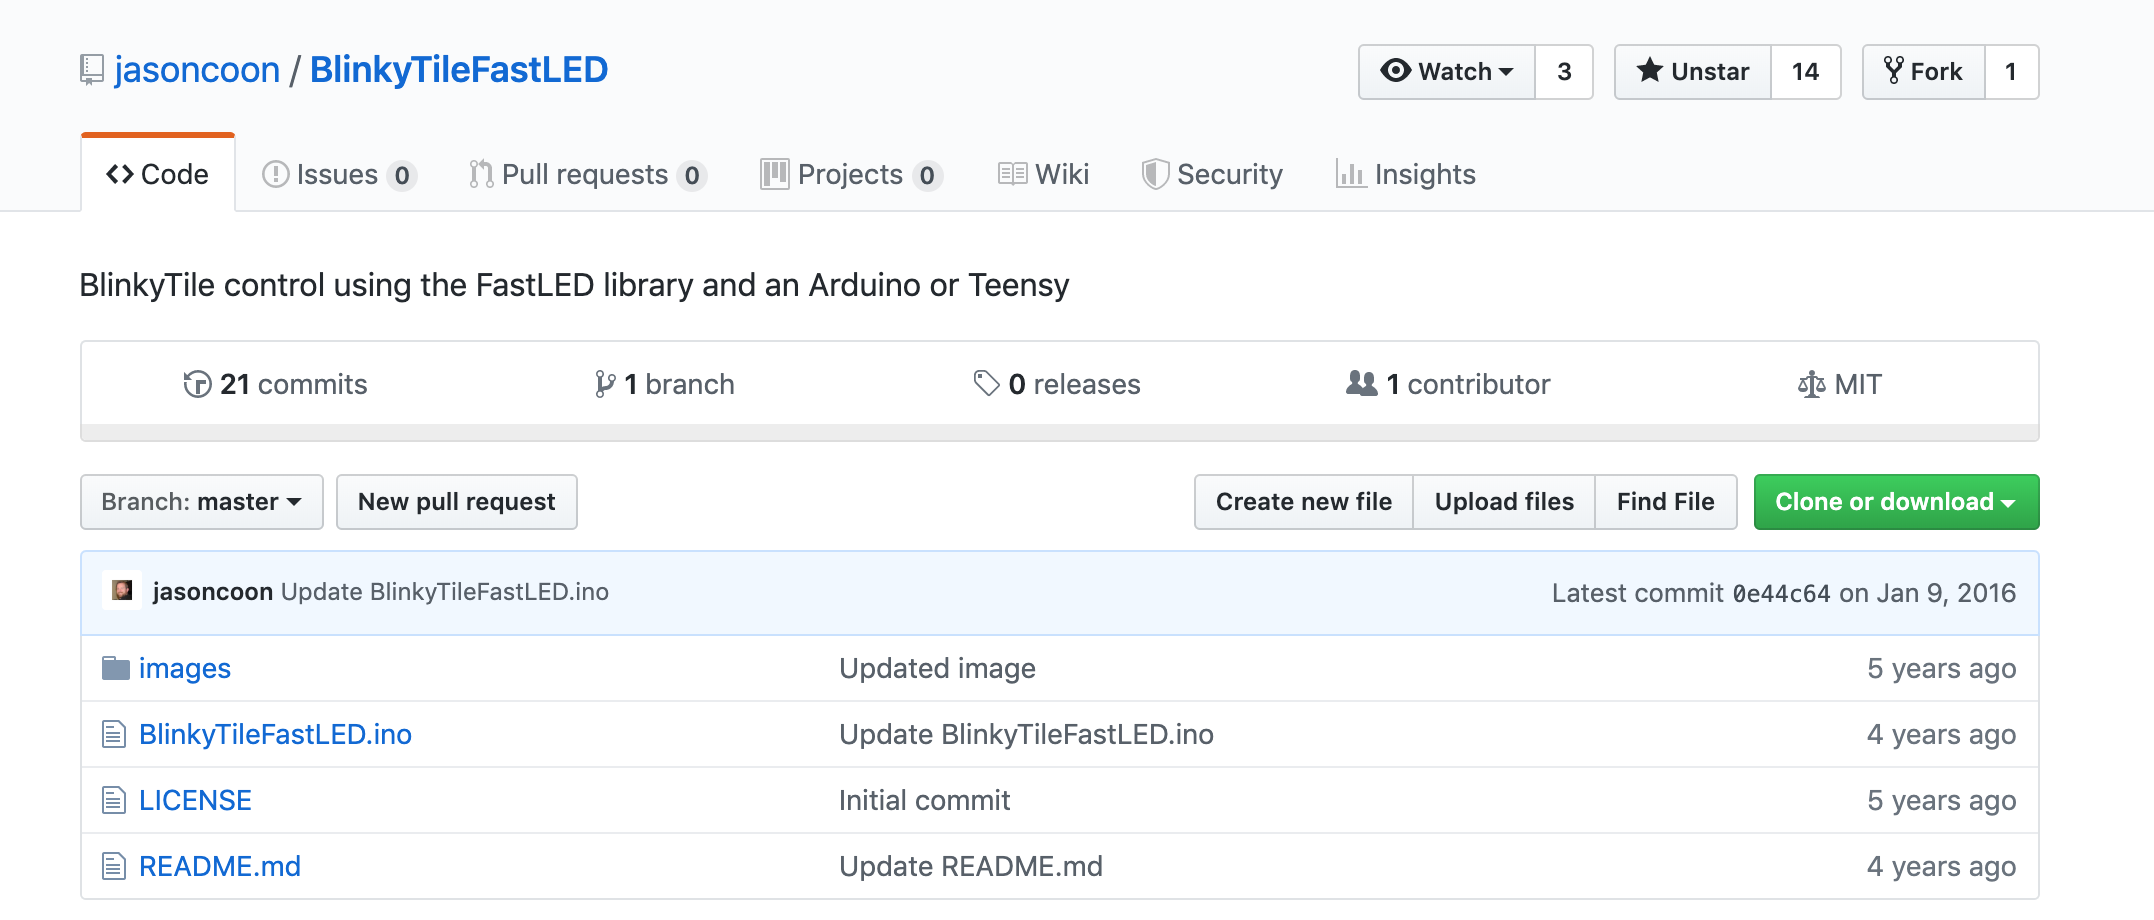 jasoncoon / BlinkyTileFastLED
Watch 3 Unstar 14 Fork 1
Code Issues 0 Pull requests 0 Projects 0 Wiki Security Insights
BlinkyTile control using the FastLED library and an Arduino or Teensy
21 commits 1 branch 0 releases 1 contributor MIT
Branch: master New pull request Create new file Upload files Find File Clone or download
jasoncoon Update BlinkyTileFastLED.ino Latest commit 0e44c64 on Jan 9, 2016
images Updated image 5 years ago
BlinkyTileFastLED.ino Update BlinkyTileFastLED.ino 4 years ago
LICENSE Initial commit 5 years ago
README.md Update README.md 4 years ago